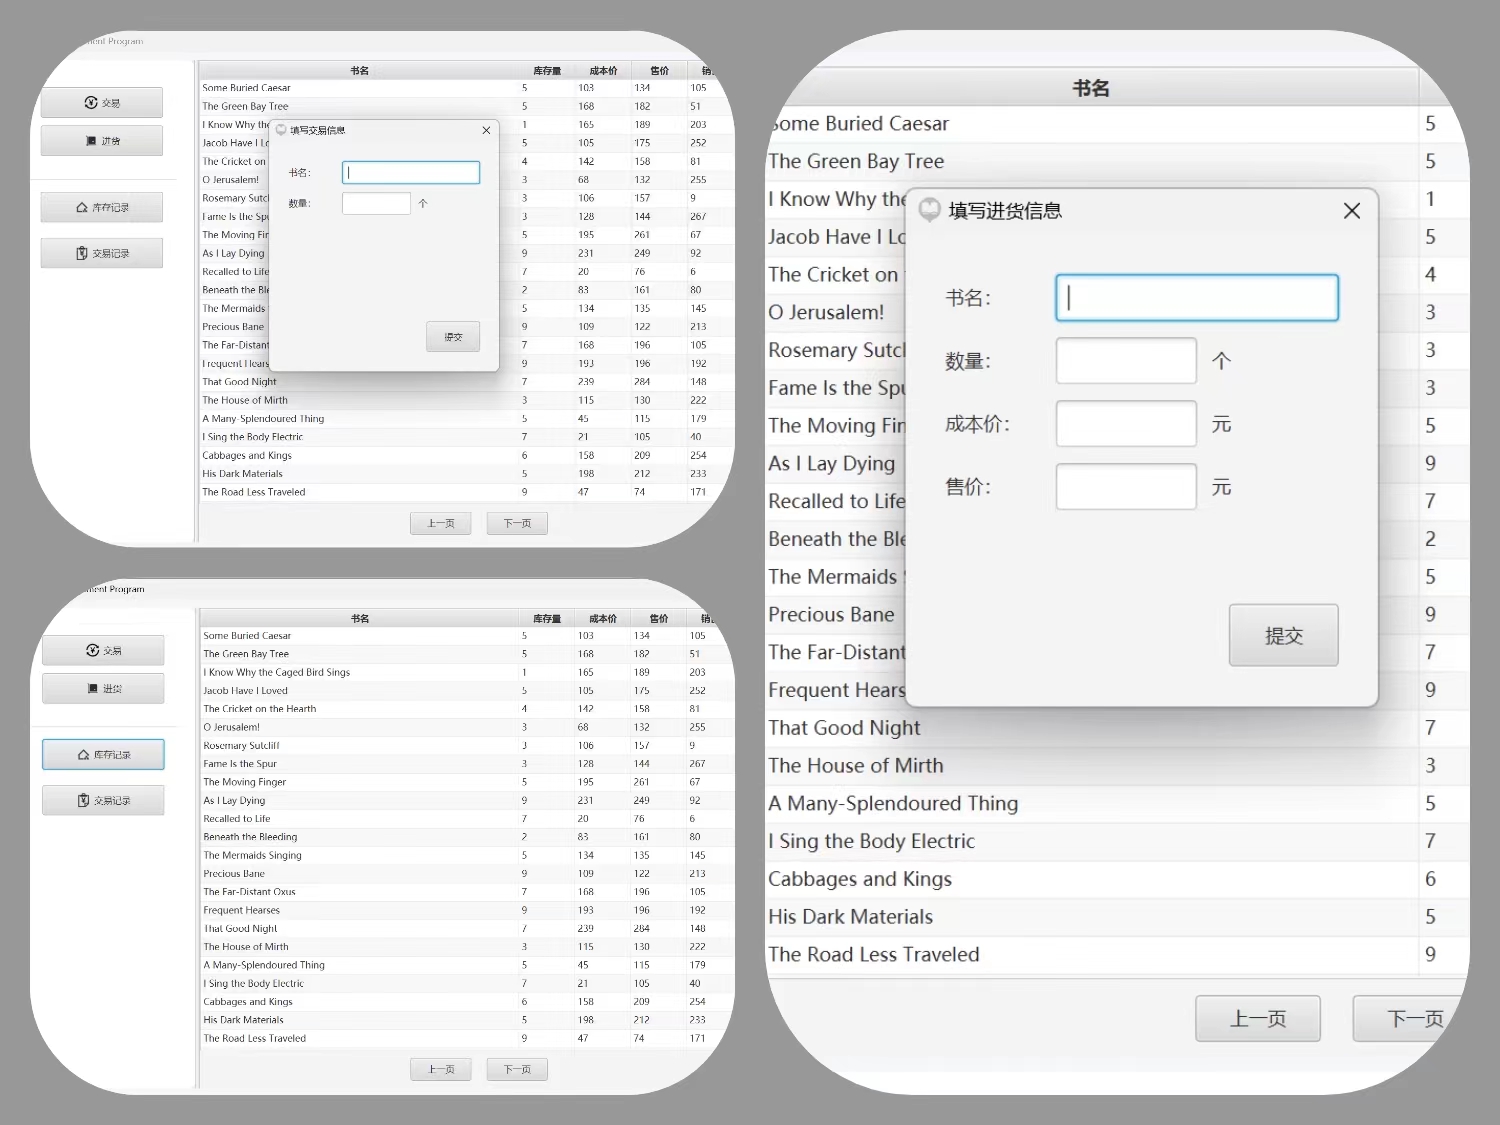 ment Program
交易
进货
库存记录
交易记录
书名 库存量 成本价 售价
Some Buried Caesar 5 103 134 105
The Green Bay Tree 5 168 182 51
I Know Why the 1 165 189 203
Jacob Have I Lo 5 105 175 252
The Cricket on 4 142 158 81
O Jerusalem! 3 68 132 255
Rosemary Sutcl 3 106 157 9
Fame Is the Spu 3 128 144 267
The Moving Fin 5 195 261 67
As I Lay Dying 9 231 249 92
Recalled to Life 7 20 76 6
Beneath the Ble 2 83 161 80
The Mermaids 5 134 135 145
Precious Bane 9 109 122 213
The Far-Distant 7 168 196 105
Frequent Hears 9 193 196 192
That Good Night 7 239 284 148
The House of Mirth 3 115 130 222
A Many-Splendoured Thing 5 45 115 179
I Sing the Body Electric 7 21 105 40
Cabbages and Kings 6 158 209 254
His Dark Materials 5 198 212 233
The Road Less Traveled 9 47 74 171
上一页 下一页
填写交易信息
书名:
数量: 个
提交
ment Program
交易
进货
库存记录
交易记录
书名 库存量 成本价 售价
Some Buried Caesar 5 103 134 105
The Green Bay Tree 5 168 182 51
I Know Why the Caged Bird Sings 1 165 189 203
Jacob Have I Loved 5 105 175 252
The Cricket on the Hearth 4 142 158 81
O Jerusalem! 3 68 132 255
Rosemary Sutcliff 3 106 157 9
Fame Is the Spur 3 128 144 267
The Moving Finger 5 195 261 67
As I Lay Dying 9 231 249 92
Recalled to Life 7 20 76 6
Beneath the Bleeding 2 83 161 80
The Mermaids Singing 5 134 135 145
Precious Bane 9 109 122 213
The Far-Distant Oxus 7 168 196 105
Frequent Hearses 9 193 196 192
That Good Night 7 239 284 148
The House of Mirth 3 115 130 222
A Many-Splendoured Thing 5 45 115 179
I Sing the Body Electric 7 21 105 40
Cabbages and Kings 6 158 209 254
His Dark Materials 5 198 212 233
The Road Less Traveled 9 47 74 171
上一页 下一页
书名
Some Buried Caesar 5
The Green Bay Tree 5
I Know Why the 1
Jacob Have I Lo 5
The Cricket on 4
O Jerusalem! 3
Rosemary Sutcl 3
Fame Is the Spu 3
The Moving Fin 5
As I Lay Dying 9
Recalled to Life 7
Beneath the Ble 2
The Mermaids 5
Precious Bane 9
The Far-Distant 7
Frequent Hears 9
That Good Night 7
The House of Mirth 3
A Many-Splendoured Thing 5
I Sing the Body Electric 7
Cabbages and Kings 6
His Dark Materials 5
The Road Less Traveled 9
上一页 下一页
填写进货信息
书名:
数量: 个
成本价: 元
售价: 元
提交